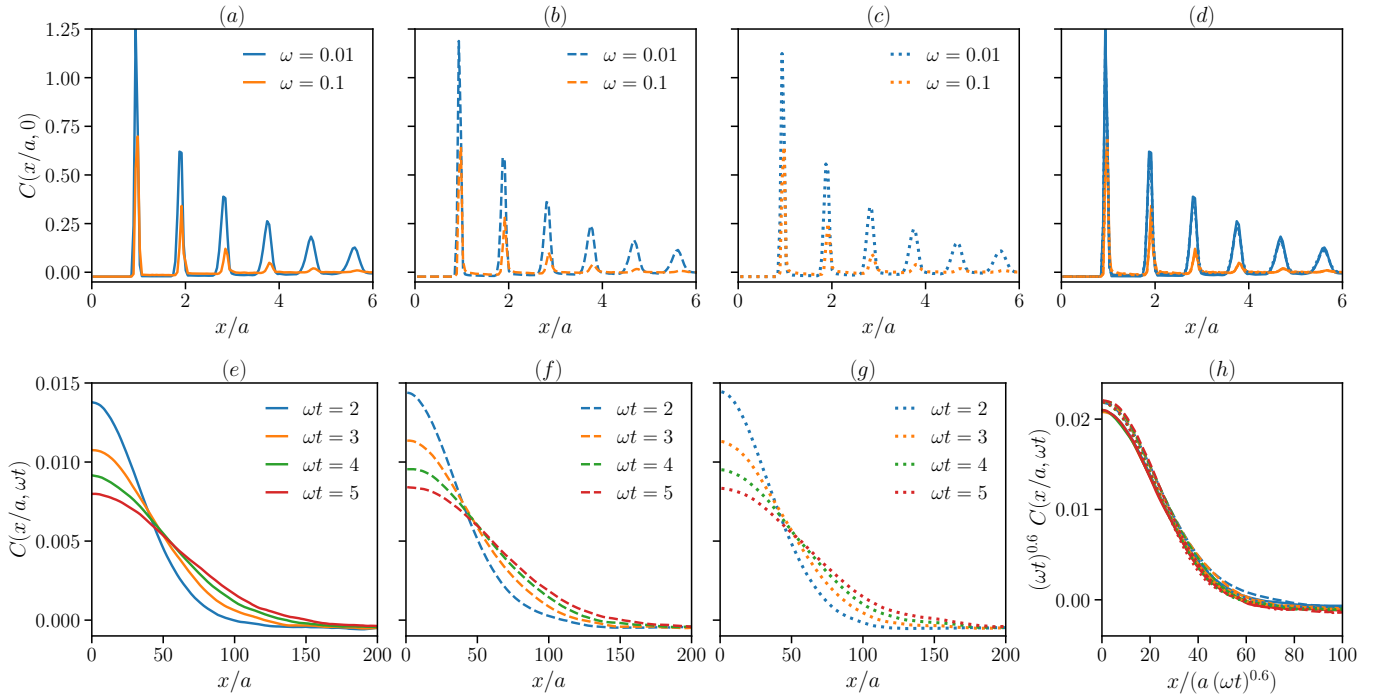 (a)
(b)
(c)
(d)
C(x/a, 0)
1.25
1.00
0.75
0.50
0.25
0.00
ω = 0.01
ω = 0.1
ω = 0.01
ω = 0.1
ω = 0.01
ω = 0.1
0 2 4 6
0 2 4 6
0 2 4 6
0 2 4 6
x/a
x/a
x/a
x/a
(e)
(f)
(g)
(h)
C(x/a, ωt)
0.015
0.010
0.005
0.000
ωt = 2
ωt = 3
ωt = 4
ωt = 5
ωt = 2
ωt = 3
ωt = 4
ωt = 5
ωt = 2
ωt = 3
ωt = 4
ωt = 5
(ωt)^0.6 C(x/a, ωt)
0.02
0.01
0.00
0 50 100 150 200
0 50 100 150 200
0 50 100 150 200
0 20 40 60 80 100
x/a
x/a
x/a
x/(a (ωt)^0.6)